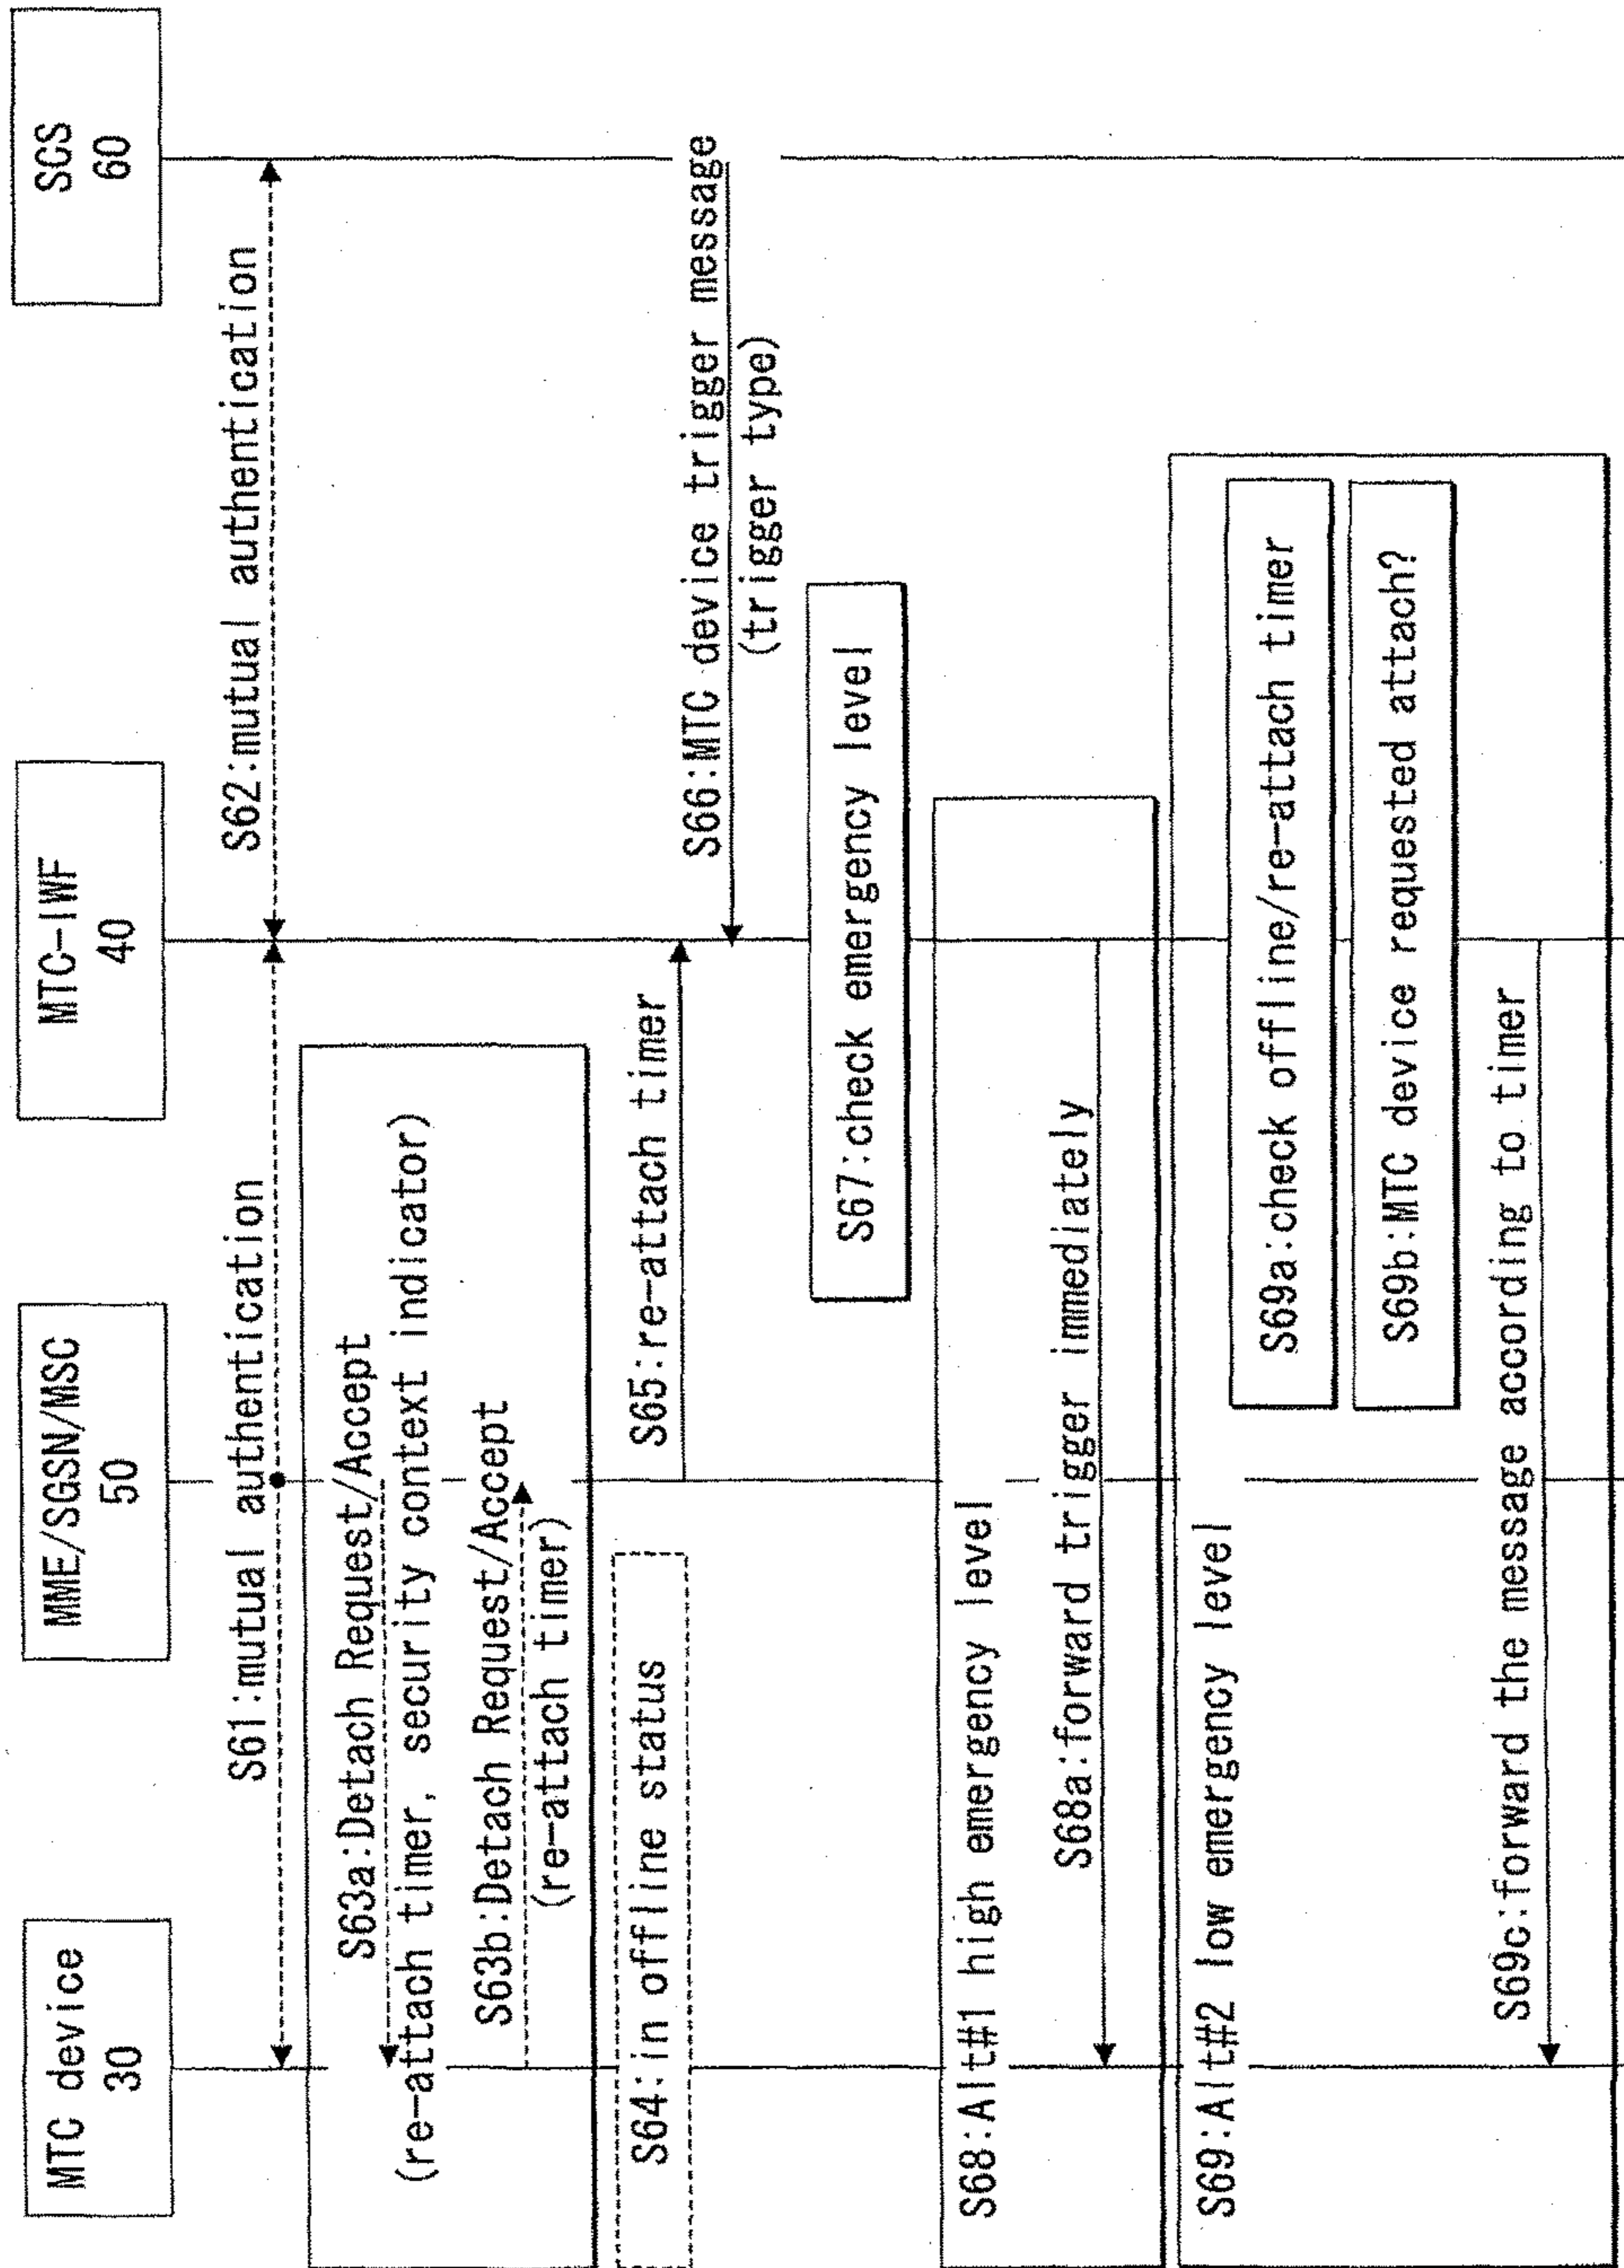 MTC device
30
MME/SGSN/MSC
50
MTC-IWF
40
SCS
60
S61:mutual authentication
S62:mutual authentication
S63a:Detach Request/Accept
(re-attach timer, security context indicator)
S63b:Detach Request/Accept
(re-attach timer)
S64:in offline status
S65:re-attach timer
S66:MTC device trigger message
(trigger type)
S67:check emergency level
S68:Alt#1 high emergency level
S68a:forward trigger immediately
S69:Alt#2 low emergency level
S69a:check offline/re-attach timer
S69b:MTC device requested attach?
S69c:forward the message according to timer